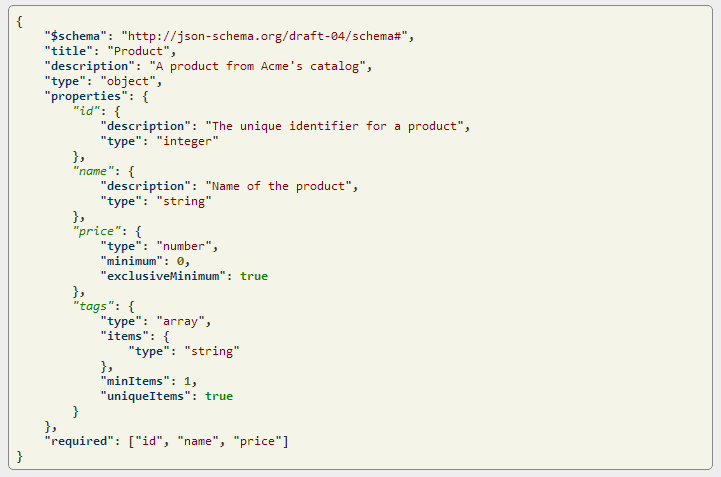 {
    "$schema": "http://json-schema.org/draft-04/schema#",
    "title": "Product",
    "description": "A product from Acme's catalog",
    "type": "object",
    "properties": {
        "id": {
            "description": "The unique identifier for a product",
            "type": "integer"
        },
        "name": {
            "description": "Name of the product",
            "type": "string"
        },
        "price": {
            "type": "number",
            "minimum": 0,
            "exclusiveMinimum": true
        },
        "tags": {
            "type": "array",
            "items": {
                "type": "string"
            },
            "minItems": 1,
            "uniqueItems": true
        }
    },
    "required": ["id", "name", "price"]
}